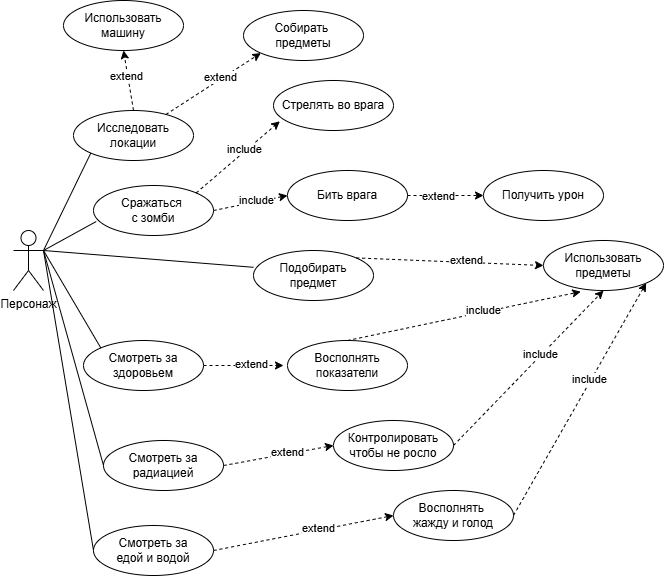 Использовать
машину
Собирать
предметы
extend
extend
Стрелять во врага
Исследовать
локации
include
Сражаться
с зомби
include
Бить врага
extend
Получить урон
Персонаж
Подобирать
предмет
extend
Использовать
предметы
include
Смотреть за
здоровьем
extend
Восполнять
показатели
include
include
Контролировать
чтобы не росло
Смотреть за
радиацией
extend
Восполнять
жажду и голод
extend
Смотреть за
едой и водой